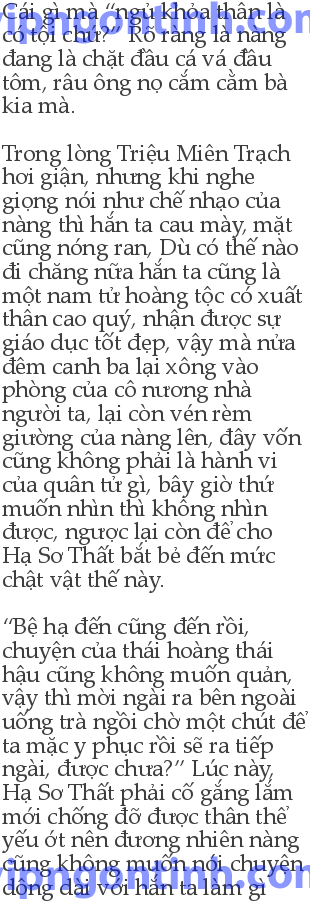 vipngontinh.com
Cái gì mà “ngủ khỏa thân là
có tội chứ?” Rõ ràng là nàng
đang là chặt đầu cá vá đầu
tôm, râu ông nọ cắm cằm bà
kia mà.
Trong lòng Triệu Miên Trạch
hơi giận, nhưng khi nghe
giọng nói như chế nhạo của
nàng thì hắn ta cau mày, mặt
cũng nóng ran, Dù có thế nào
đi chăng nữa hắn ta cũng là
một nam tử hoàng tộc có xuất
thân cao quý, nhận được sự
giáo dục tốt đẹp, vậy mà nửa
đêm canh ba lại xông vào
phòng của cô nương nhà
người ta, lại còn vén rèm
giường của nàng lên, đây vốn
cũng không phải là hành vi
của quân tử gì, bây giờ thứ
muốn nhìn thì không nhìn
được, ngược lại còn để cho
Hạ Sơ Thất bắt bẻ đến mức
chật vật thế này.
“Bệ hạ đến cũng đến rồi,
chuyện của thái hoàng thái
hậu cũng không muốn quản,
vậy thì mời ngài ra bên ngoài
uống trà ngồi chờ một chút để
ta mặc y phục rồi sẽ ra tiếp
ngài, được chưa?” Lúc này,
Hạ Sơ Thất phải cố gắng lắm
mới chống đỡ được thân thể
yếu ớt nên đương nhiên nàng
cũng không muốn nói chuyện
dông dài với hắn ta làm gì
vipngontinh.com